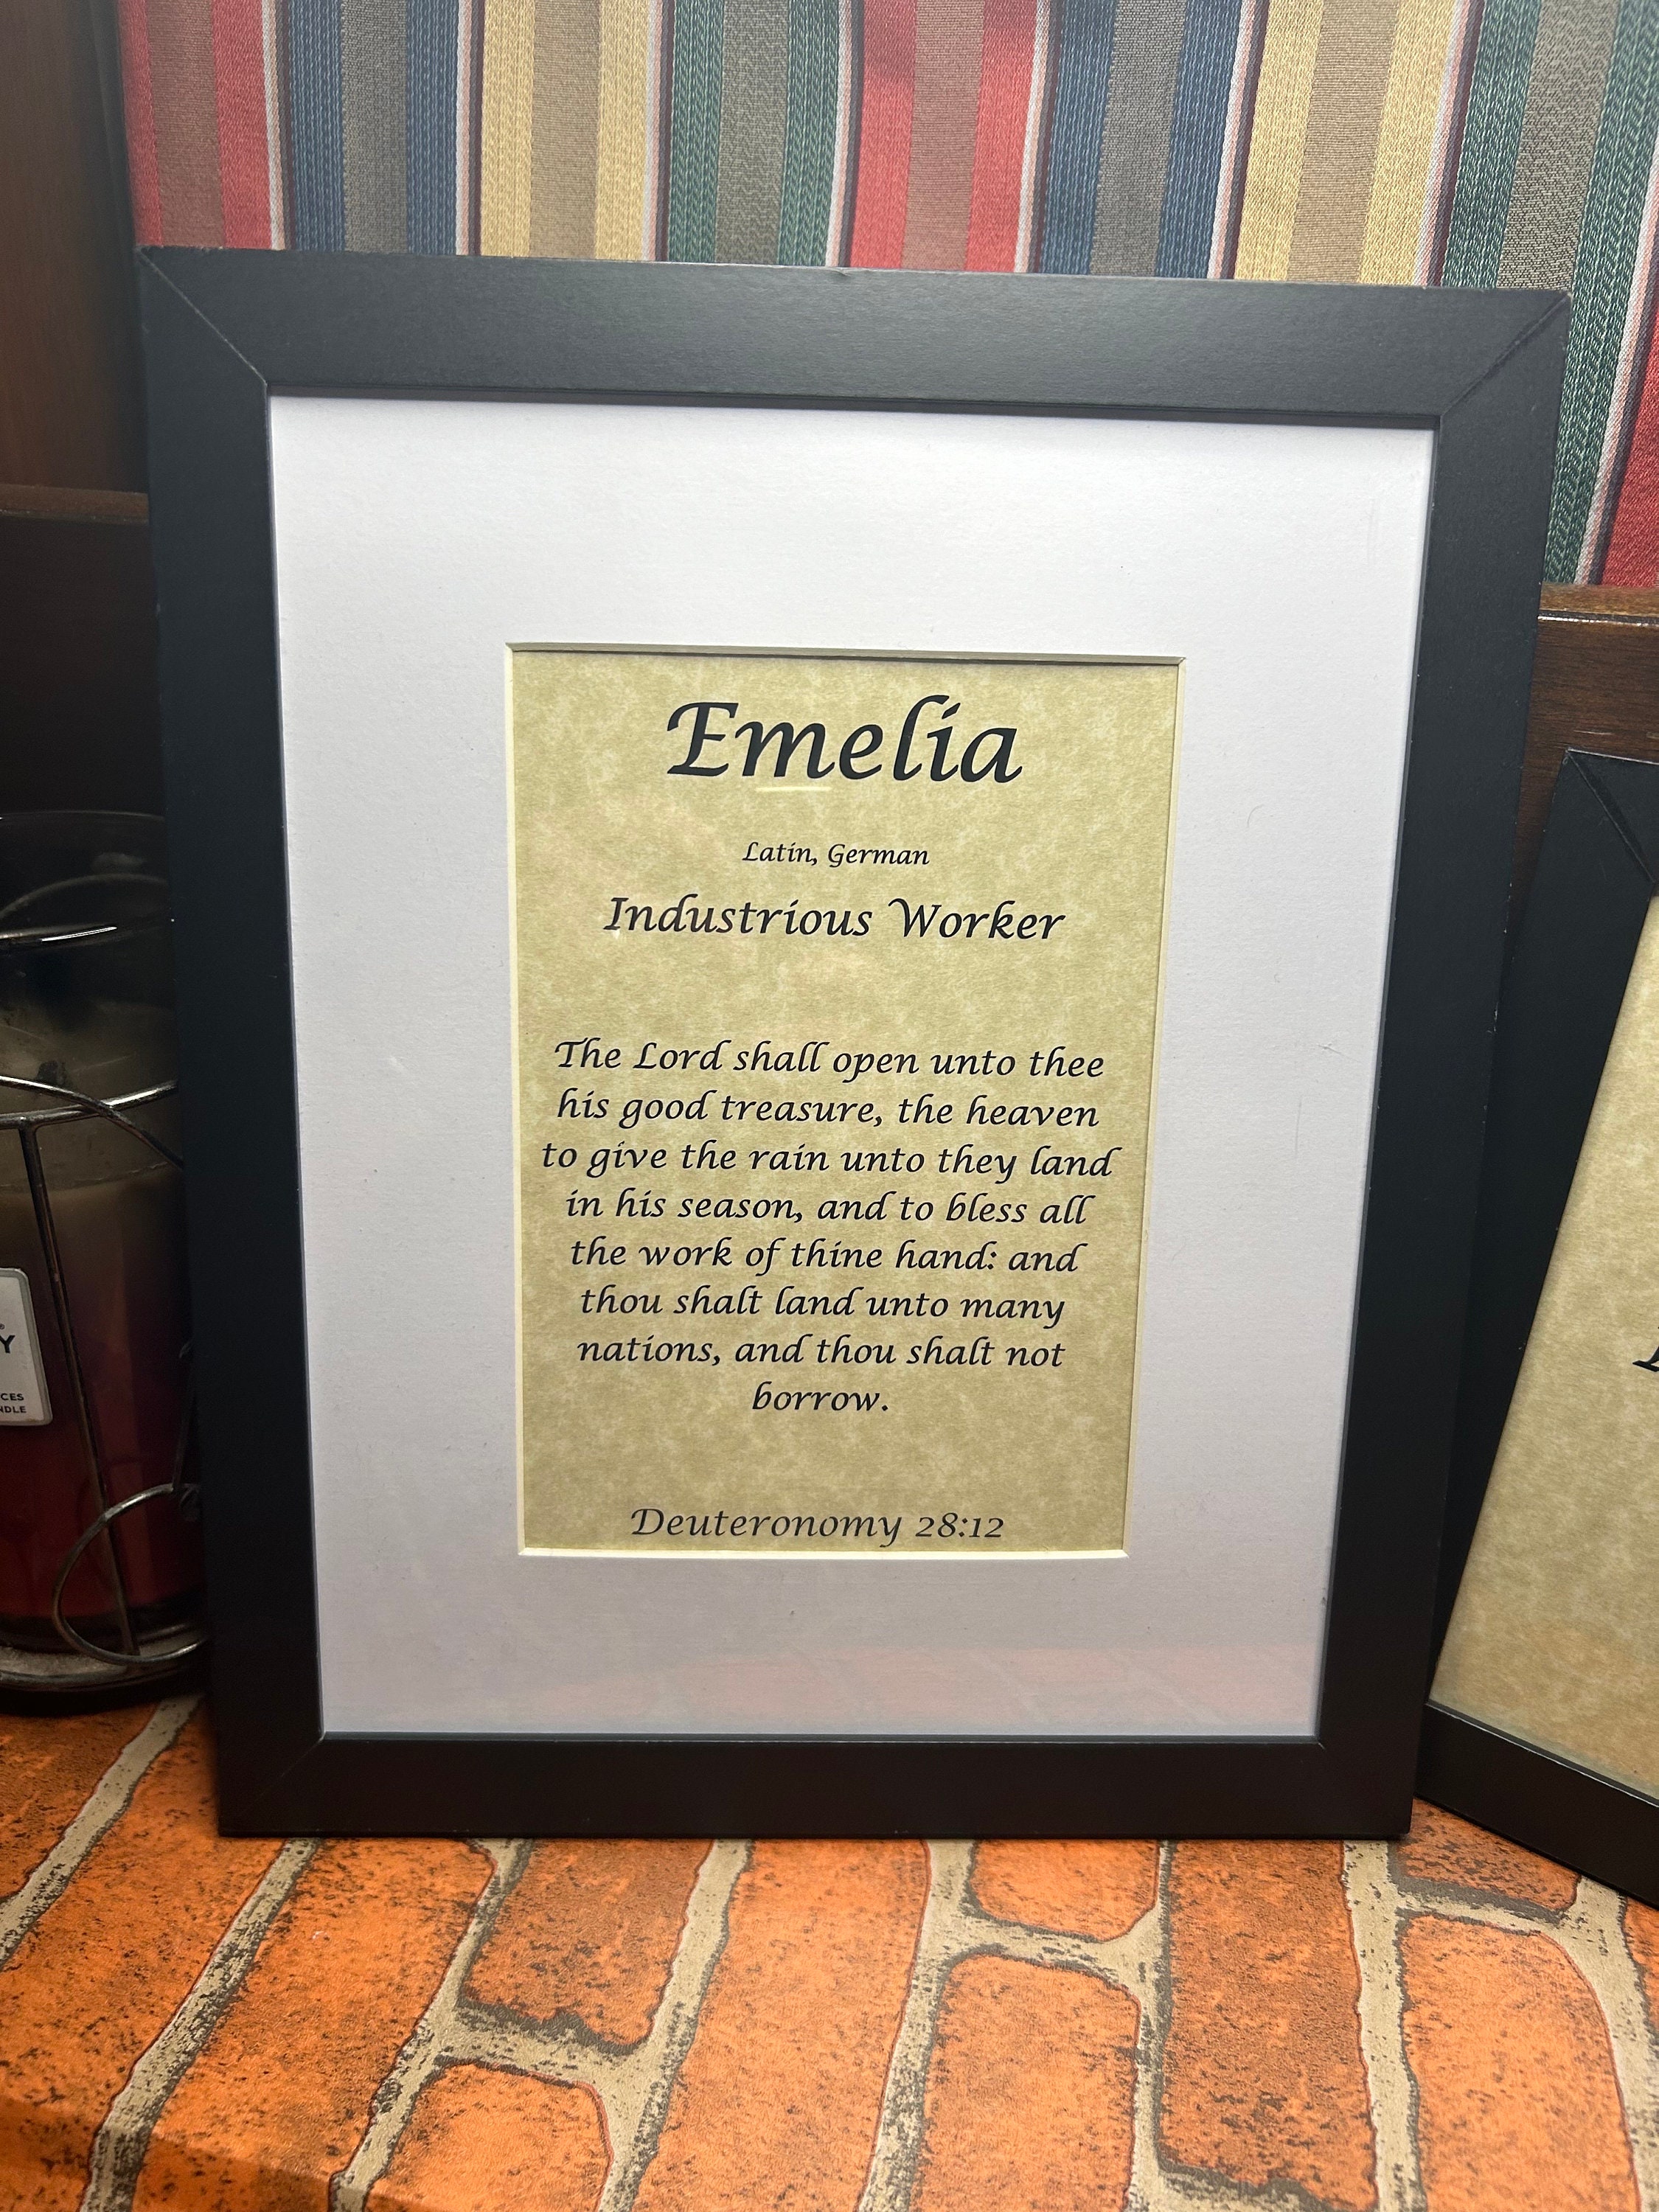 Emelia
Latin, German
Industrious Worker
The Lord shall open unto thee
his good treasure, the heaven
to give the rain unto they land
in his season, and to bless all
the work of thine hand: and
thou shalt land unto many
nations, and thou shalt not
borrow.
Deuteronomy 28:12